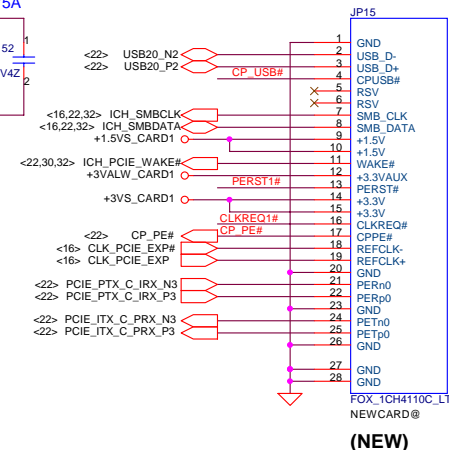 5A
JP15
52
1
V4Z
2
1 GND
<22> USB20_N2 2 USB_D-
<22> USB20_P2 3 USB_D+
CP_USB# 4 CPUSB#
5 RSV
6 RSV
<16,22,32> ICH_SMBCLK 7 SMB_CLK
<16,22,32> ICH_SMBDATA 8 SMB_DATA
+1.5VS_CARD1 9 +1.5V
10 +1.5V
<22,30,32> ICH_PCIE_WAKE# 11 WAKE#
+3VALW_CARD1 12 +3.3VAUX
PERST1# 13 PERST#
+3VS_CARD1 14 +3.3V
15 +3.3V
CLKREQ1# 16 CLKREQ#
<22> CP_PE# CP_PE# 17 CPPE#
<16> CLK_PCIE_EXP# 18 REFCLK-
<16> CLK_PCIE_EXP 19 REFCLK+
20 GND
<22> PCIE_PTX_C_IRX_N3 21 PERn0
<22> PCIE_PTX_C_IRX_P3 22 PERp0
23 GND
<22> PCIE_ITX_C_PRX_N3 24 PETn0
<22> PCIE_ITX_C_PRX_P3 25 PETp0
26 GND
27 GND
28 GND
FOX_1CH4110C_LT
NEWCARD@
(NEW)